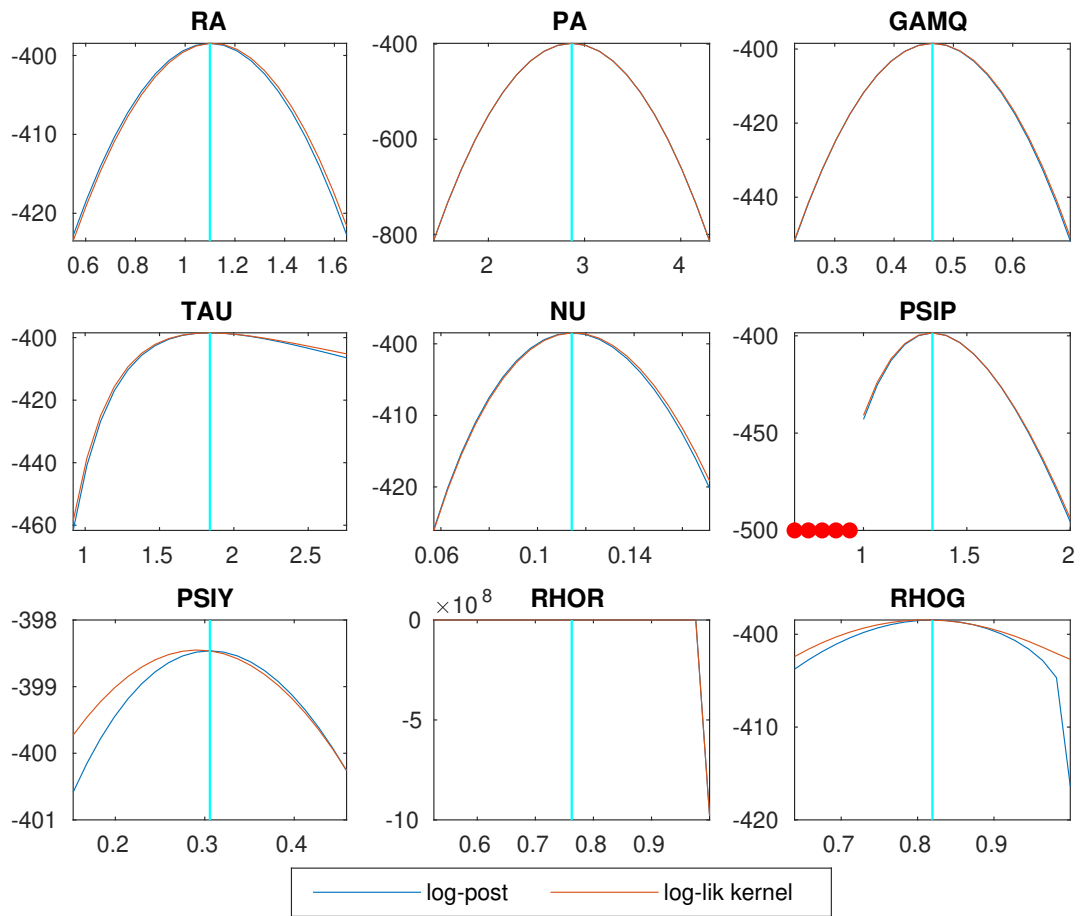 RA
PA
GAMQ
-400
-410
-420
0.6 0.8 1 1.2 1.4 1.6
-400
-600
-800
2 3 4
-400
-420
-440
0.3 0.4 0.5 0.6
TAU
NU
PSIP
-400
-420
-440
-460
1 1.5 2 2.5
-400
-410
-420
0.06 0.1 0.14
-400
-450
-500
1 1.5 2
PSIY
RHOR
RHOG
-398
-399
-400
-401
0.2 0.3 0.4
×10^8
0
-5
-10
0.6 0.7 0.8 0.9
-400
-410
-420
0.7 0.8 0.9
log-post log-lik kernel